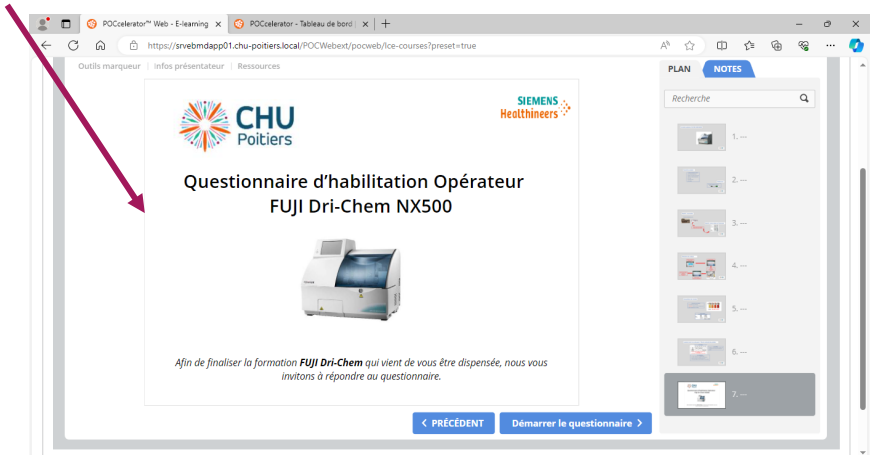 POCcelerator™ Web - E-learning
POCcelerator - Tableau de bord
https://srvebmdapp01.chu-poitiers.local/POCWebext/pocweb/lce-courses?preset=true
Outils marqueur | Infos présentateur | Ressources
PLAN NOTES
Recherche
CHU
Poitiers
SIEMENS
Healthineers
Questionnaire d'habilitation Opérateur
FUJI Dri-Chem NX500
Afin de finaliser la formation FUJI Dri-Chem qui vient de vous être dispensée, nous vous
invitons à répondre au questionnaire.
PRÉCÉDENT
Démarrer le questionnaire
1. ---
2. ---
3. ---
4. ---
5. ---
6. ---
7. ---